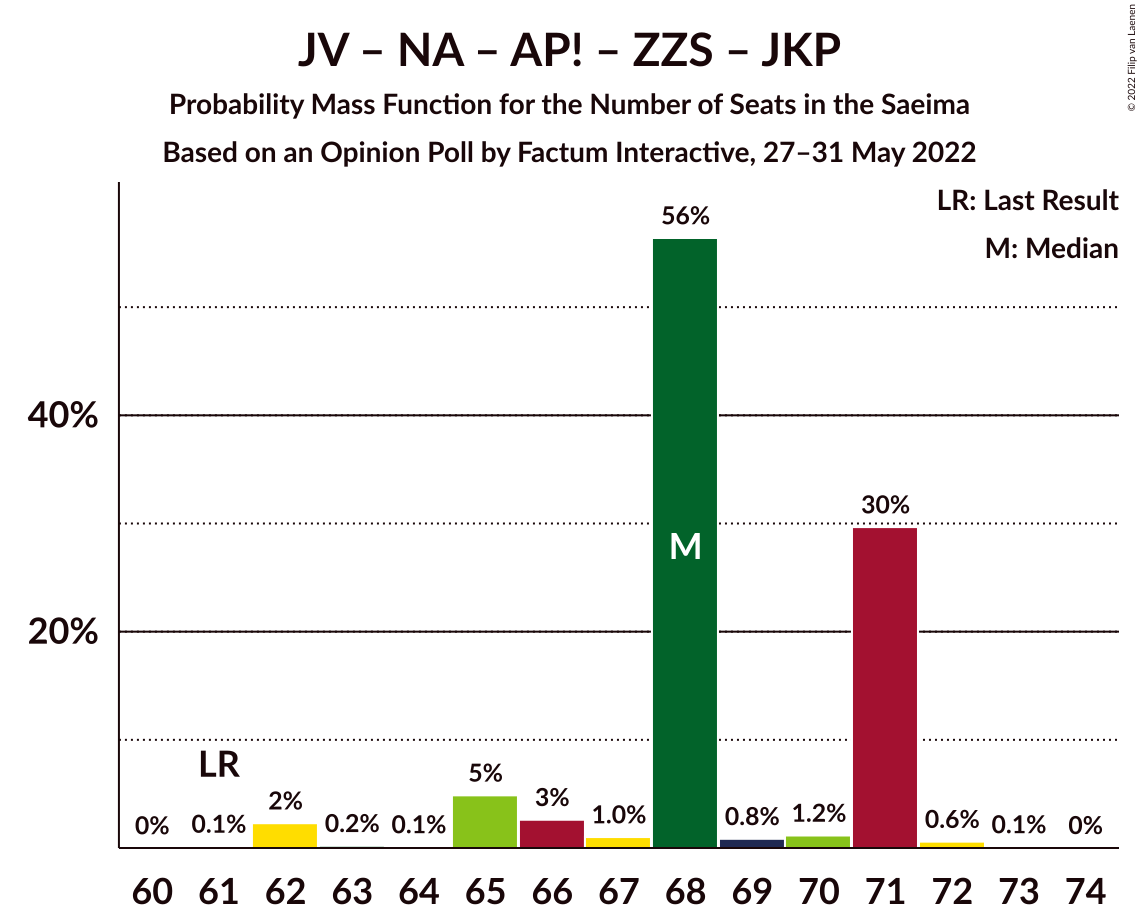 JV – NA – AP! – ZZS – JKP
Probability Mass Function for the Number of Seats in the Saeima
Based on an Opinion Poll by Factum Interactive, 27–31 May 2022
© 2022 Filip van Laenen
LR: Last Result
M: Median
56%
40%
30%
M
20%
LR
5%
2%
3%
0%
0.1%
0.2%
0.1%
1.0%
0.8%
1.2%
0.6%
0.1%
0%
60 61 62 63 64 65 66 67 68 69 70 71 72 73 74